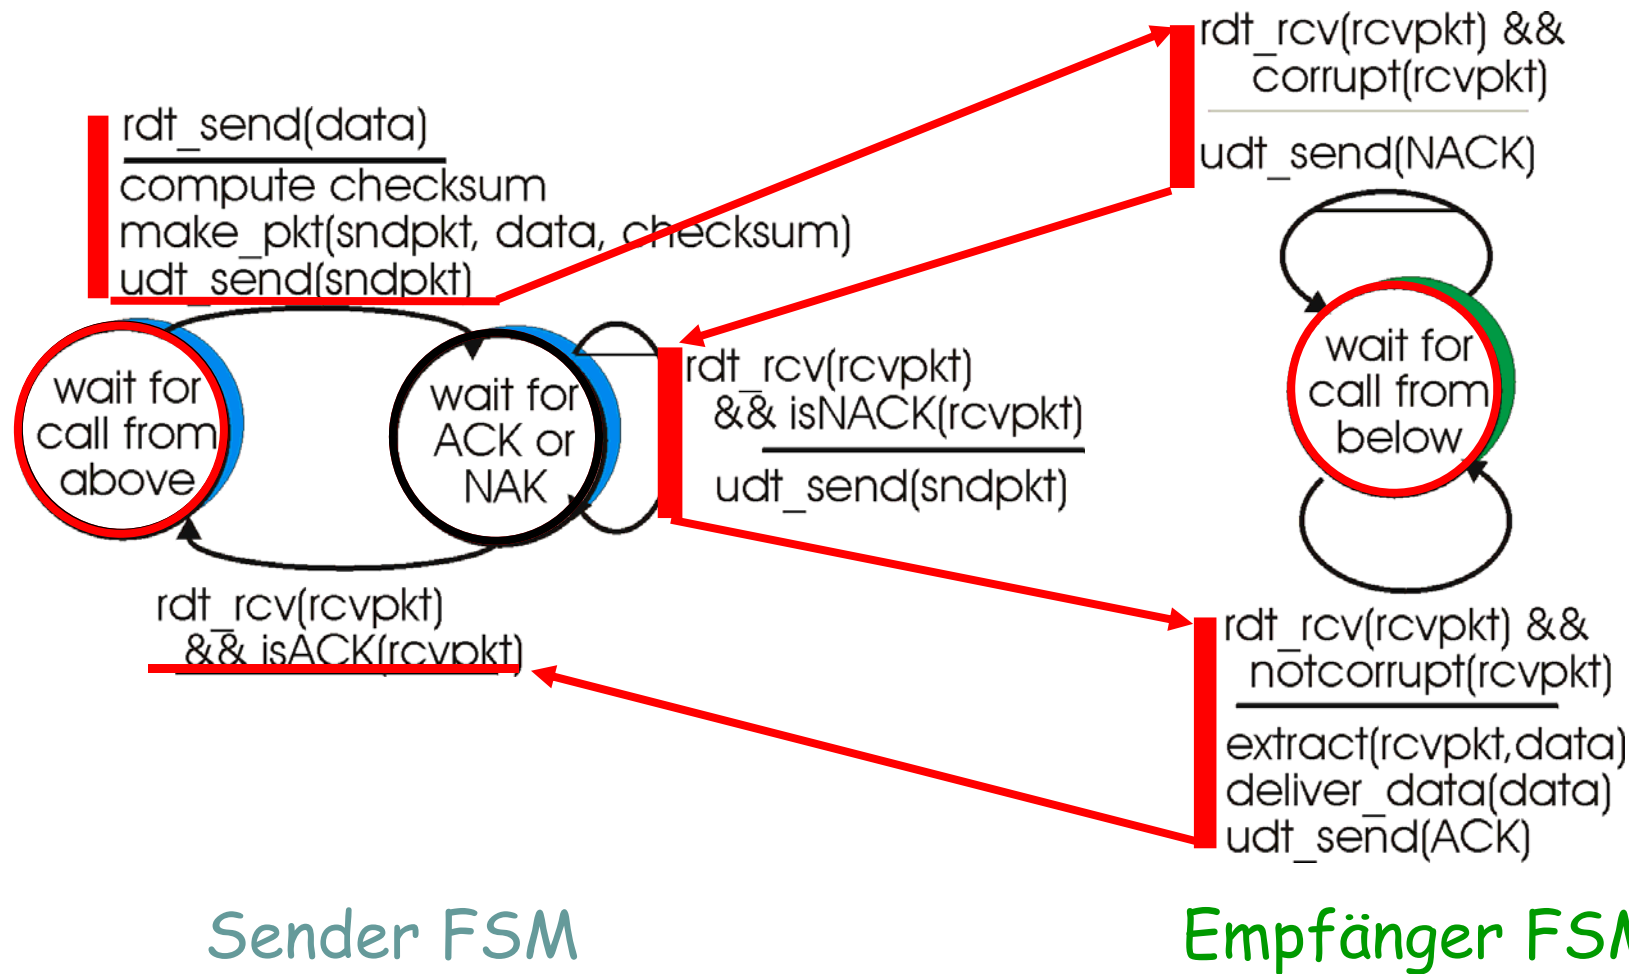 rdt_send(data)
compute checksum
make_pkt(sndpkt, data, checksum)
udt_send(sndpkt)
wait for
call from
above
wait for
ACK or
NAK
rdt_rcv(rcvpkt)
&& isNACK(rcvpkt)
udt_send(sndpkt)
rdt_rcv(rcvpkt)
&& isACK(rcvpkt)
Sender FSM
rdt_rcv(rcvpkt) &&
corrupt(rcvpkt)
udt_send(NACK)
wait for
call from
below
rdt_rcv(rcvpkt) &&
notcorrupt(rcvpkt)
extract(rcvpkt,data)
deliver_data(data)
udt_send(ACK)
Empfänger FSM